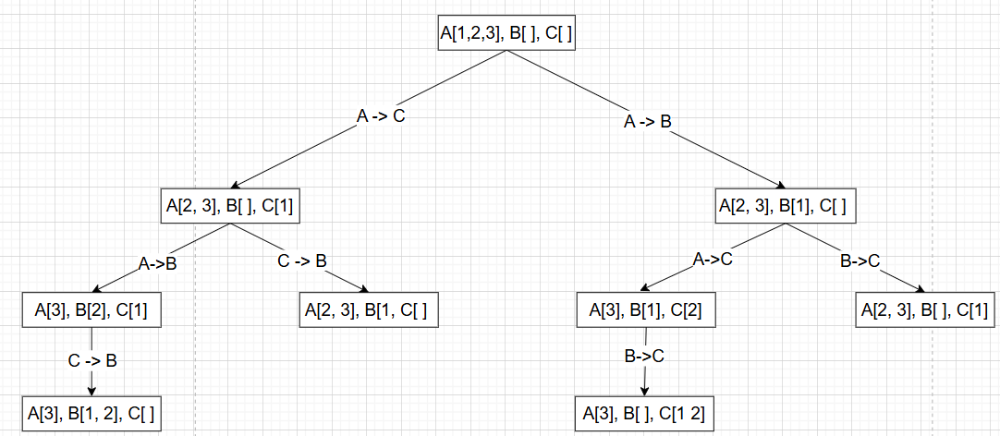 A[1,2,3], B[ ], C[ ]
A -> C
A -> B
A[2, 3], B[ ], C[1]
A[2, 3], B[1], C[ ]
A->B
C -> B
A->C
B->C
A[3], B[2], C[1]
A[2, 3], B[1, C[ ]
A[3], B[1], C[2]
A[2, 3], B[ ], C[1]
C -> B
B->C
A[3], B[1, 2], C[ ]
A[3], B[ ], C[1 2]